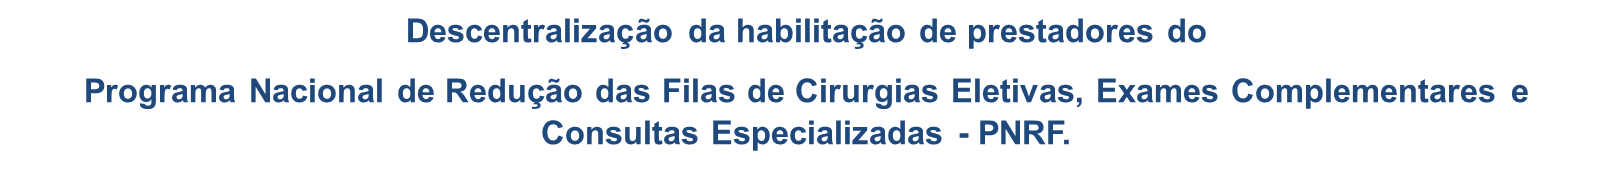 Descentralização da habilitação de prestadores do
Programa Nacional de Redução das Filas de Cirurgias Eletivas, Exames Complementares e
Consultas Especializadas - PNRF.